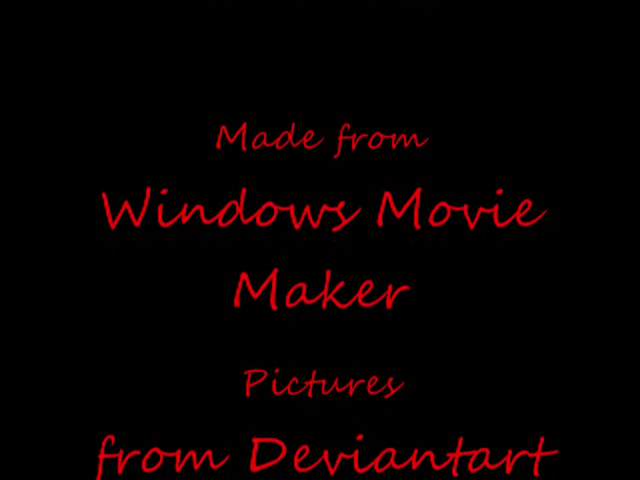 Made from
Windows Movie
Maker
Pictures
from Deviantart